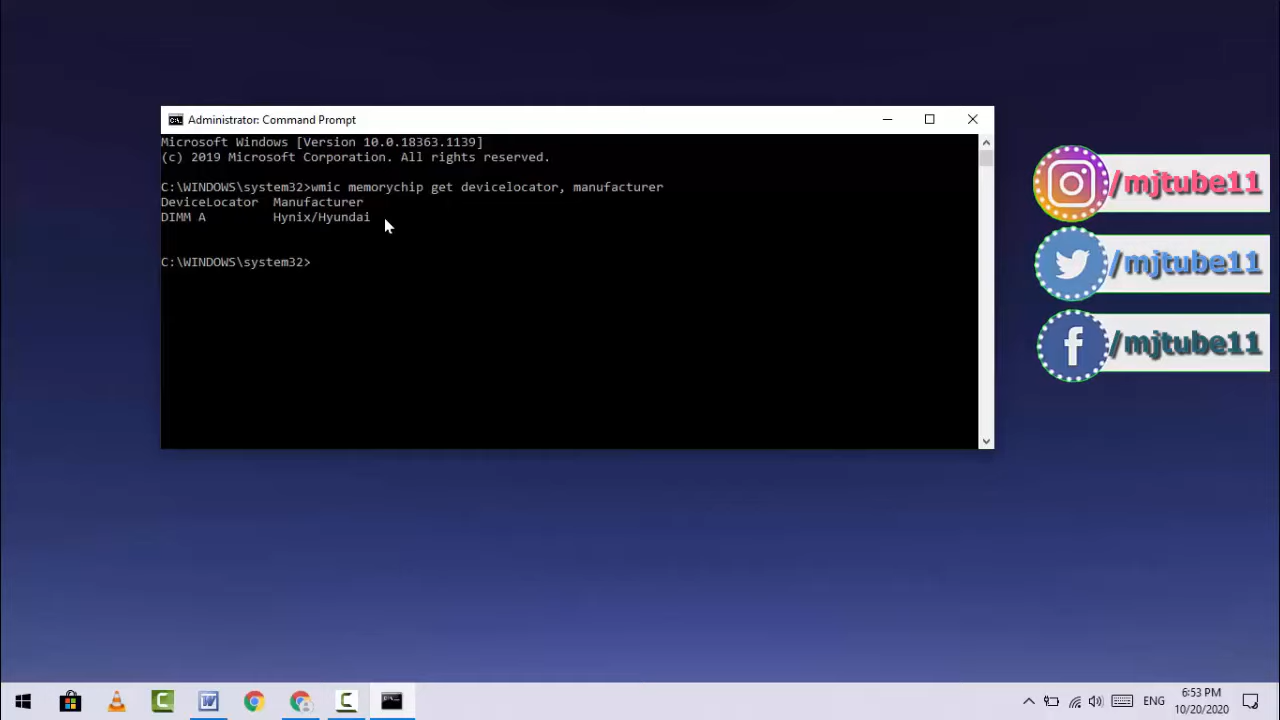 Administrator: Command Prompt
Microsoft Windows [Version 10.0.18363.1139]
(c) 2019 Microsoft Corporation. All rights reserved.
C:\WINDOWS\system32>wmic memorychip get devicelocator, manufacturer
DeviceLocator  Manufacturer
DIMM A         Hynix/Hyundai
C:\WINDOWS\system32>
/mjtube11
/mjtube11
/mjtube11
ENG
6:53 PM
10/20/2020